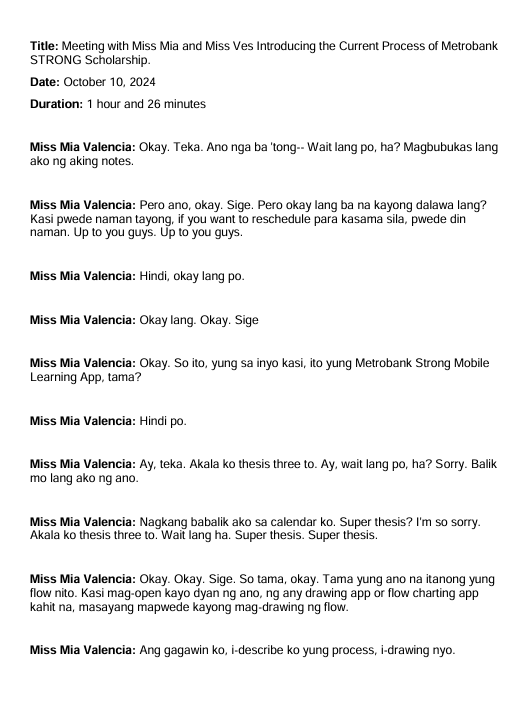 Title: Meeting with Miss Mia and Miss Ves Introducing the Current Process of Metrobank
STRONG Scholarship.
Date: October 10, 2024
Duration: 1 hour and 26 minutes
Miss Mia Valencia: Okay. Teka. Ano nga ba 'tong-- Wait lang po, ha? Magbubukas lang
ako ng aking notes.
Miss Mia Valencia: Pero ano, okay. Sige. Pero okay lang ba na kayong dalawa lang?
Kasi pwede naman tayong, if you want to reschedule para kasama sila, pwede din
naman. Up to you guys. Up to you guys.
Miss Mia Valencia: Hindi, okay lang po.
Miss Mia Valencia: Okay lang. Okay. Sige
Miss Mia Valencia: Okay. So ito, yung sa inyo kasi, ito yung Metrobank Strong Mobile
Learning App, tama?
Miss Mia Valencia: Hindi po.
Miss Mia Valencia: Ay, teka. Akala ko thesis three to. Ay, wait lang po, ha? Sorry. Balik
mo lang ako ng ano.
Miss Mia Valencia: Nagkang babalik ako sa calendar ko. Super thesis? I'm so sorry.
Akala ko thesis three to. Wait lang ha. Super thesis. Super thesis.
Miss Mia Valencia: Okay. Okay. Sige. So tama, okay. Tama yung ano na itanong yung
flow nito. Kasi mag-open kayo dyan ng ano, ng any drawing app or flow charting app
kahit na, masayang mapwede kayong mag-drawing ng flow.
Miss Mia Valencia: Ang gagawin ko, i-describe ko yung process, i-drawing nyo.